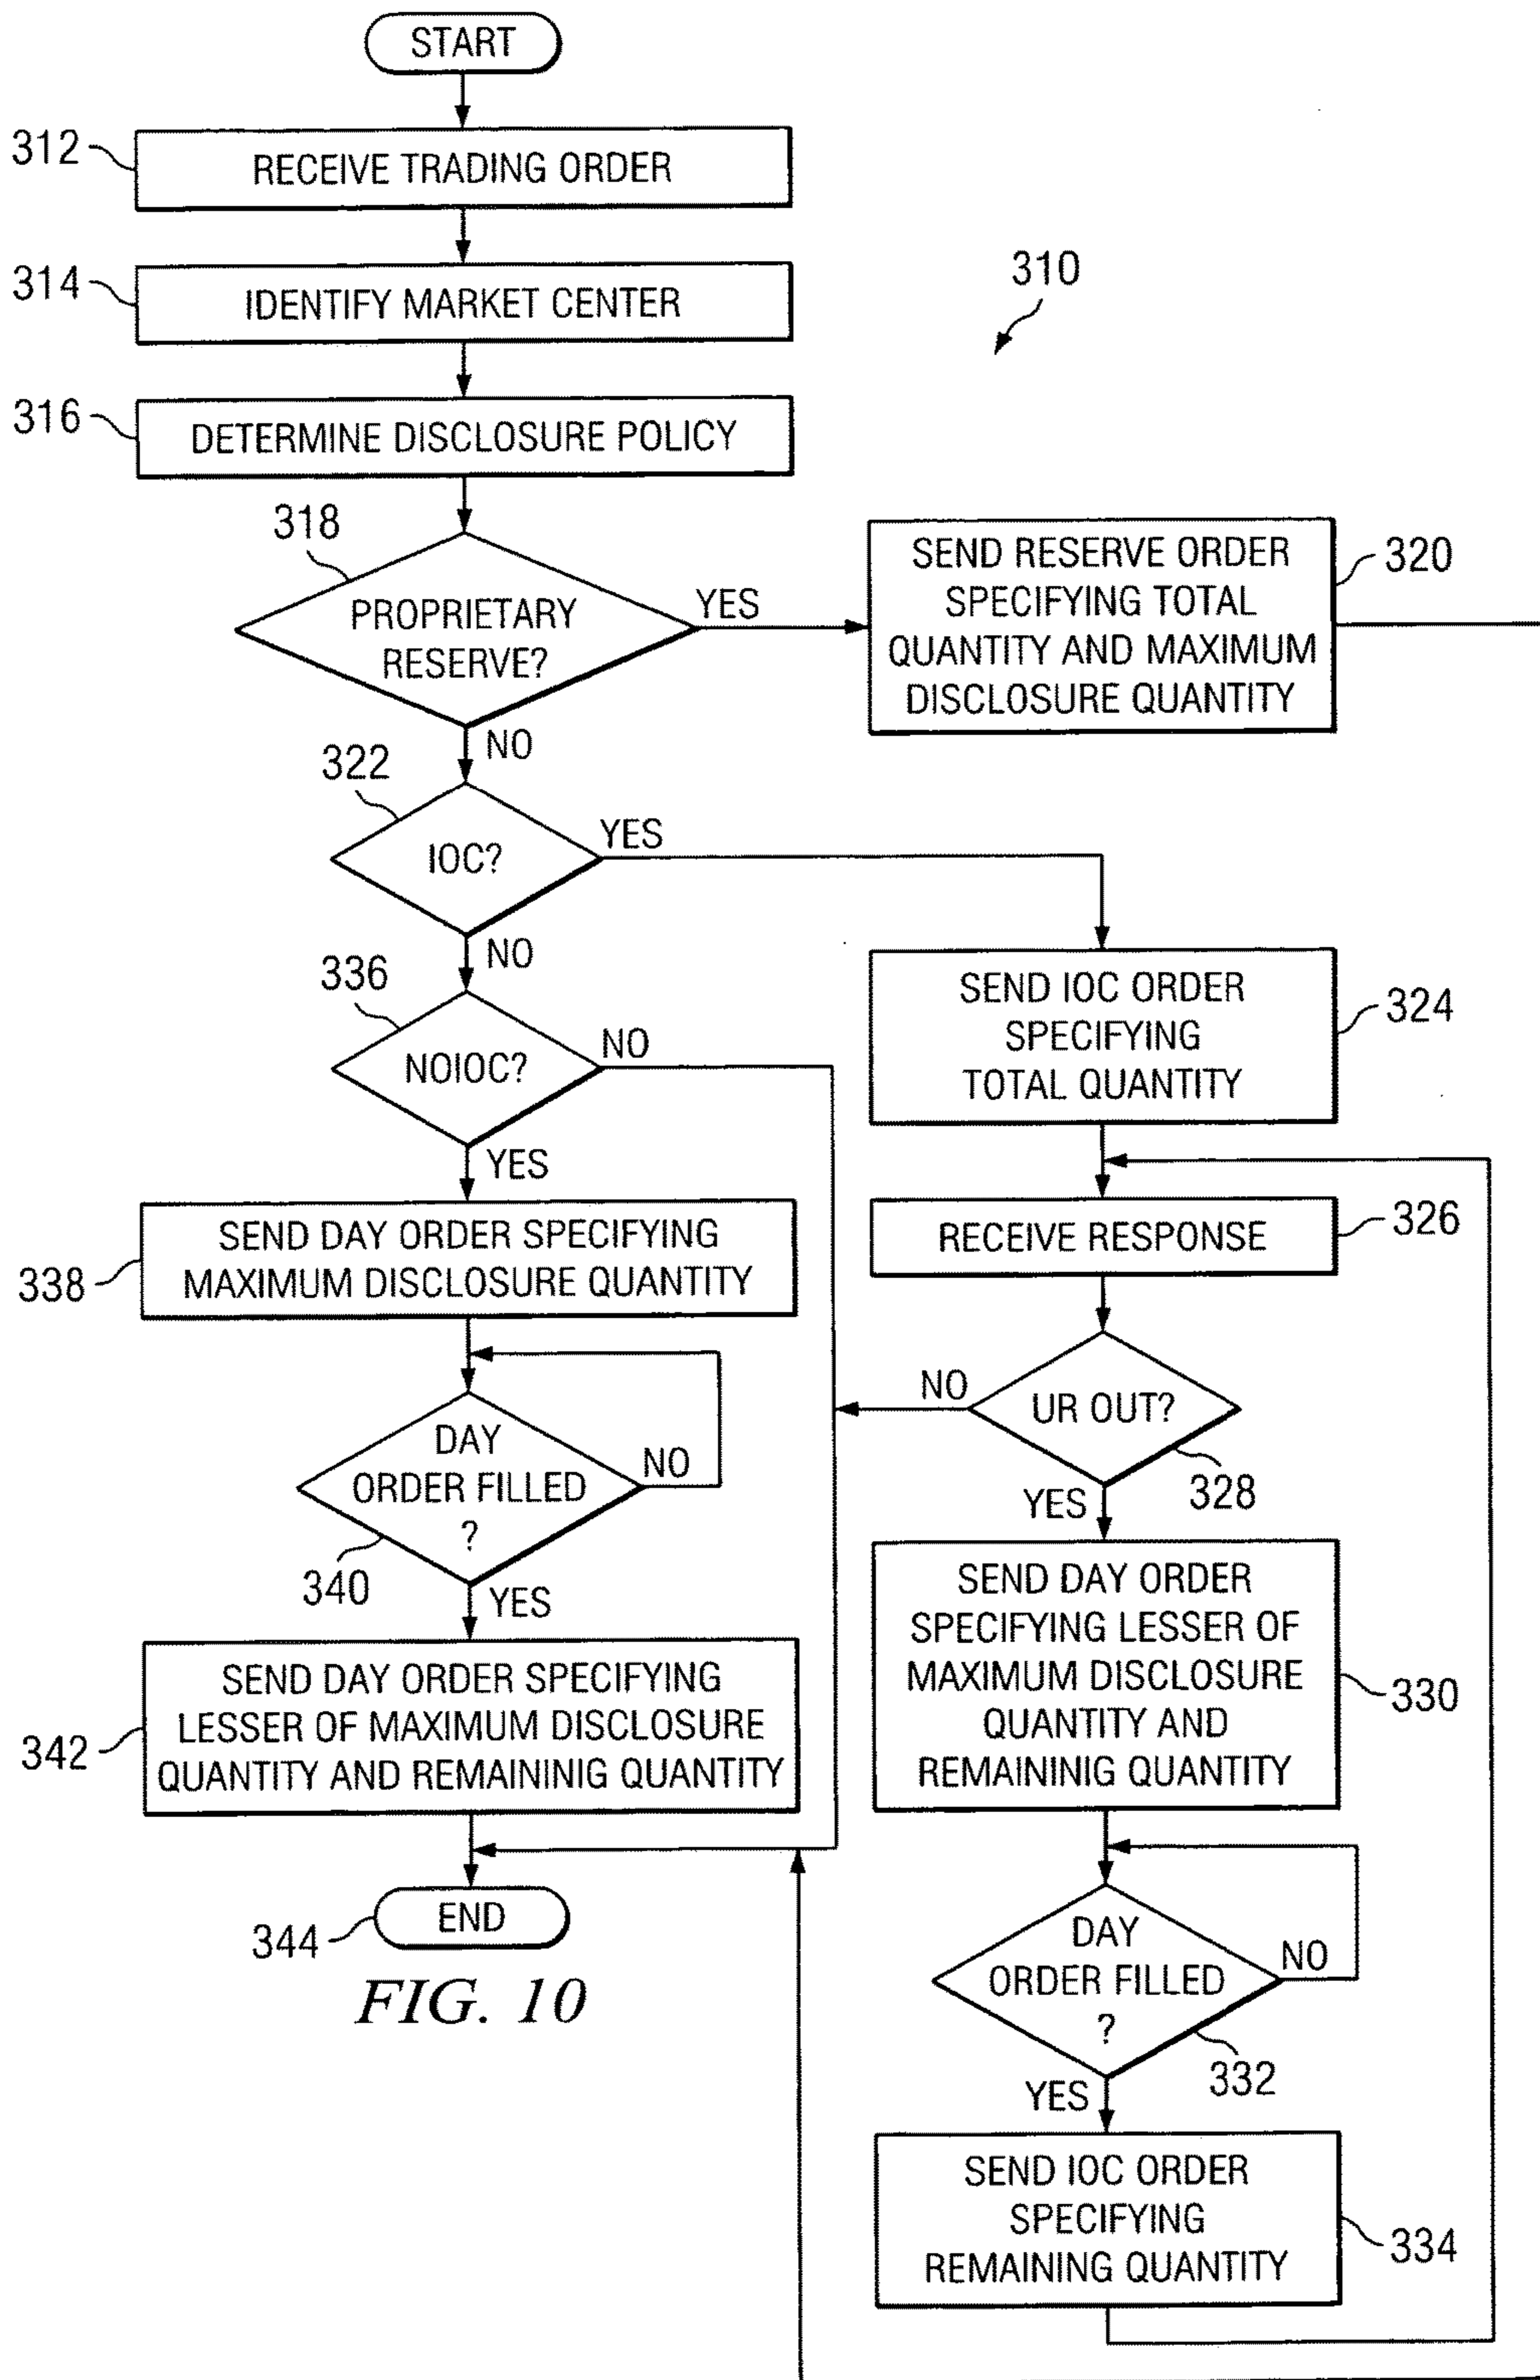 START
312
RECEIVE TRADING ORDER
314
IDENTIFY MARKET CENTER
310
316
DETERMINE DISCLOSURE POLICY
318
PROPRIETARY
RESERVE?
YES
NO
SEND RESERVE ORDER
SPECIFYING TOTAL
QUANTITY AND MAXIMUM
DISCLOSURE QUANTITY
320
322
IOC?
YES
NO
336
NOIOC?
NO
YES
338
SEND DAY ORDER SPECIFYING
MAXIMUM DISCLOSURE QUANTITY
DAY
ORDER FILLED
?
NO
340
YES
342
SEND DAY ORDER SPECIFYING
LESSER OF MAXIMUM DISCLOSURE
QUANTITY AND REMAININIG QUANTITY
344
END
SEND IOC ORDER
SPECIFYING
TOTAL QUANTITY
324
RECEIVE RESPONSE
326
UR OUT?
NO
328
YES
SEND DAY ORDER
SPECIFYING LESSER OF
MAXIMUM DISCLOSURE
QUANTITY AND
REMAINING QUANTITY
330
DAY
ORDER FILLED
?
NO
332
YES
SEND IOC ORDER
SPECIFYING
REMAINING QUANTITY
334
FIG. 10